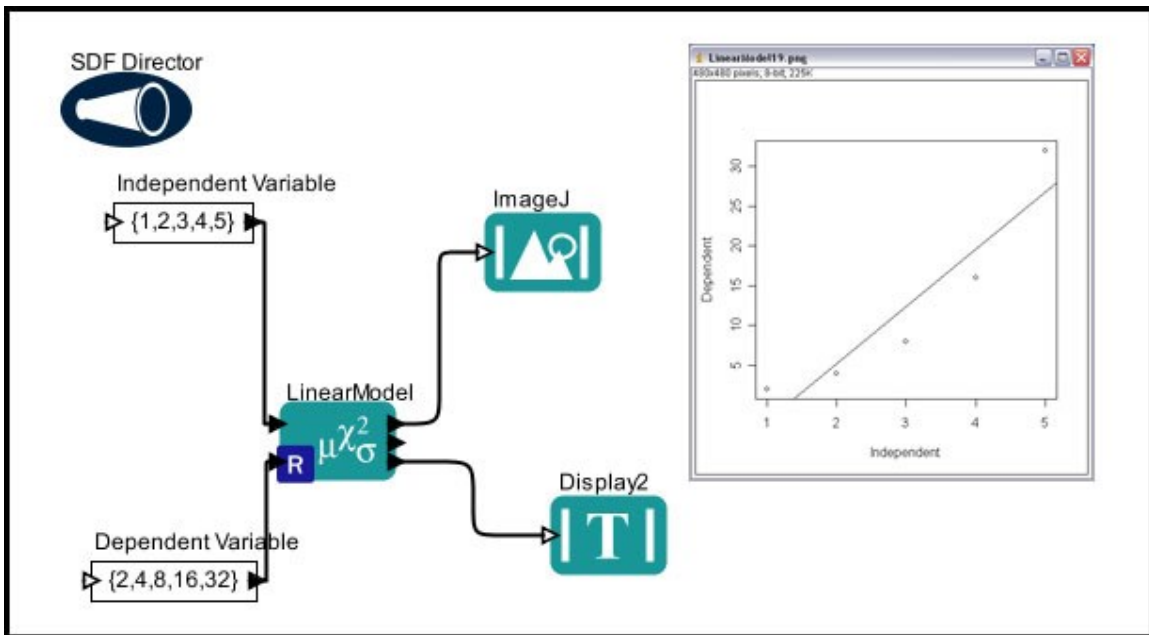 SDF Director
Independent Variable
{1,2,3,4,5}
ImageJ
LinearModel
R μχ²σ
Display2
T
Dependent Variable
{2,4,8,16,32}
LinearModel19.png
480x480 pixels, 8-bit, 225K
30
25
20
15
10
5
Dependent
1 2 3 4 5
Independent